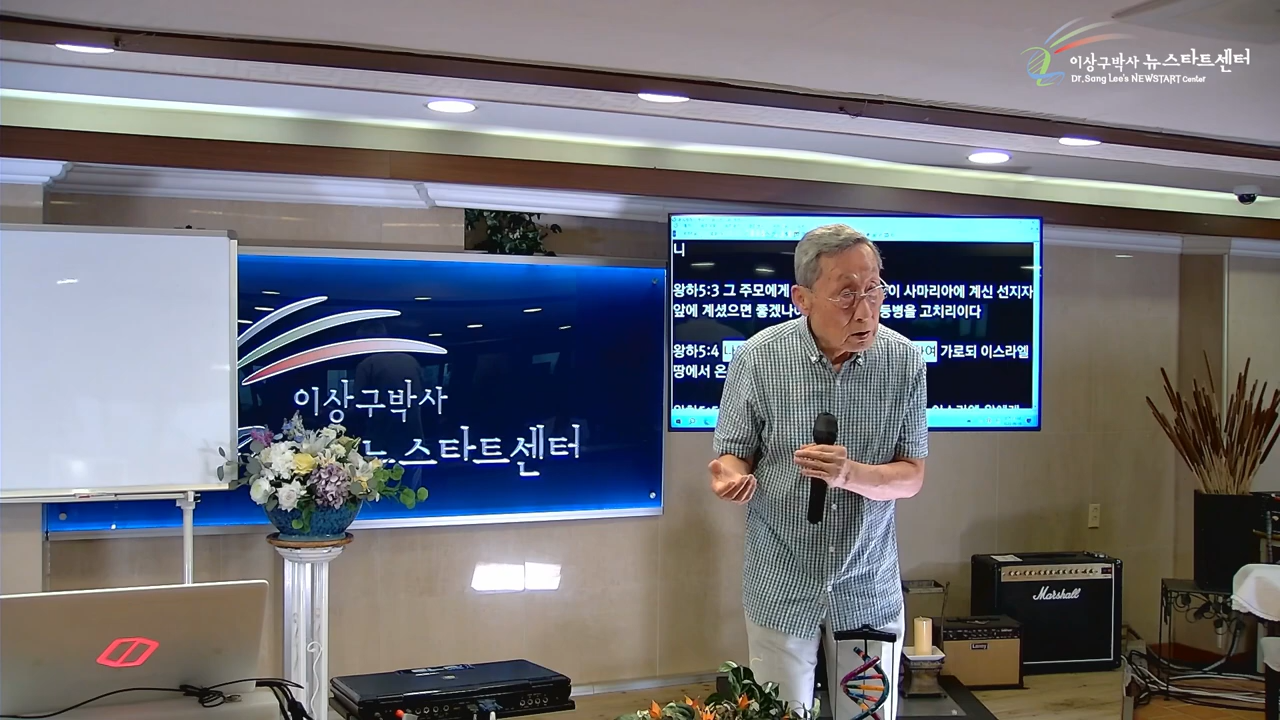 이상구박사 뉴스타트센터
Dr. Sang Lee's NEWSTART Center
니
왕하5:3 그 주모에게 이 사마리아에 계신 선지자
앞에 계셨으면 좋겠나 둥병을 고치리이다
왕하5:4 가로되 이스라엘
땅에서 온
이상구박사
뉴스타트센터
Marshall
Laney